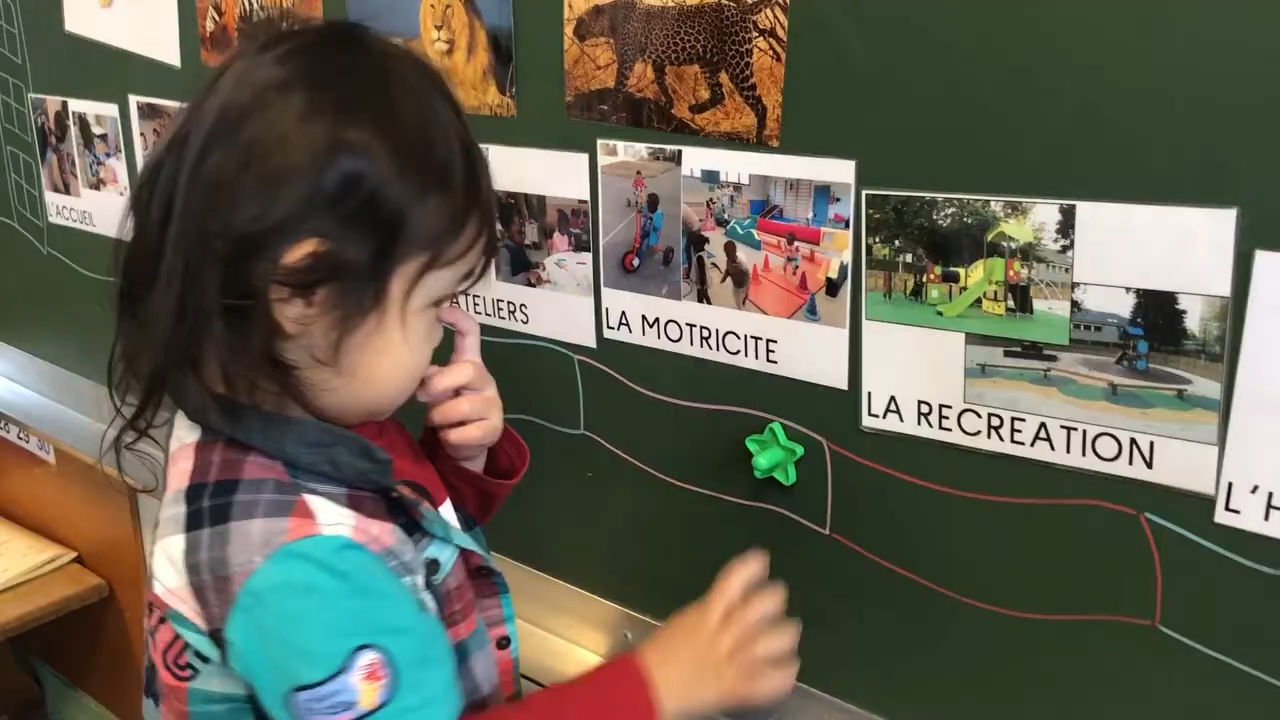 L'ACCUEIL
ATELIERS
LA MOTRICITE
LA RECREATION
L'H
28 29 30